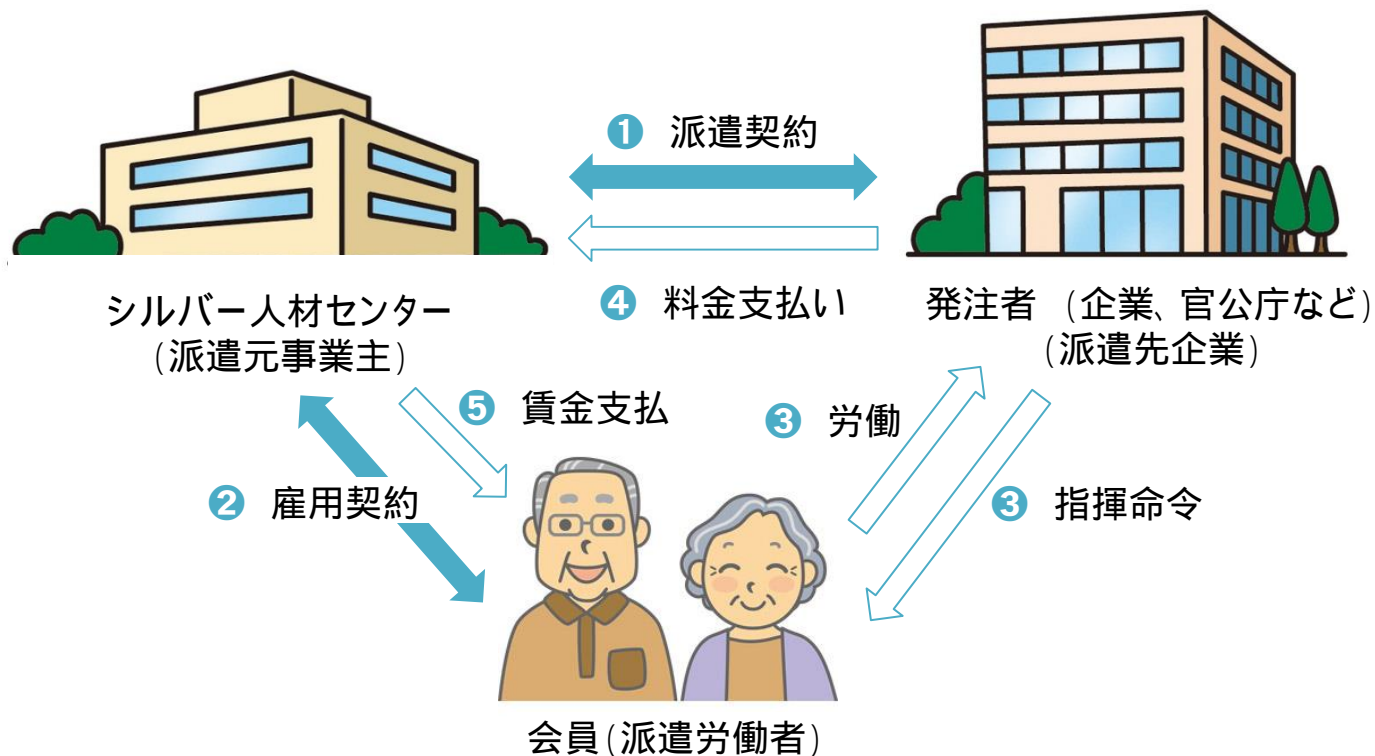 ❶ 派遣契約
❹ 料金支払い
シルバー人材センター
(派遣元事業主)
発注者 (企業、官公庁など)
(派遣先企業)
❺ 賃金支払
❸ 労働
❷ 雇用契約
❸ 指揮命令
会員(派遣労働者)